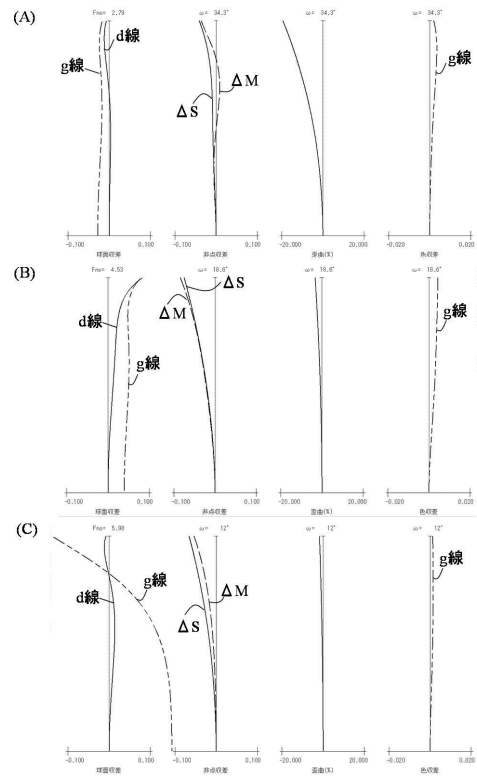 (A)
Fno= 2.79
ω= 34.3°
ω= 34.3°
ω= 34.3°
d線
g線
ΔM
ΔS
g線
-0.100
0.100
-0.100
0.100
-20.000
20.000
-0.020
0.020
球面収差
非点収差
歪曲(%)
色収差
(B)
Fno= 4.53
ω= 18.6°
ω= 18.6°
ω= 18.6°
ΔS
d線
ΔM
g線
g線
-0.100
0.100
-0.100
0.100
-20.000
20.000
-0.020
0.020
球面収差
非点収差
歪曲(%)
色収差
(C)
Fno= 5.98
ω= 12°
ω= 12°
ω= 12°
g線
g線
d線
ΔM
ΔS
-0.100
0.100
-0.100
0.100
-20.000
20.000
-0.020
0.020
球面収差
非点収差
歪曲(%)
色収差